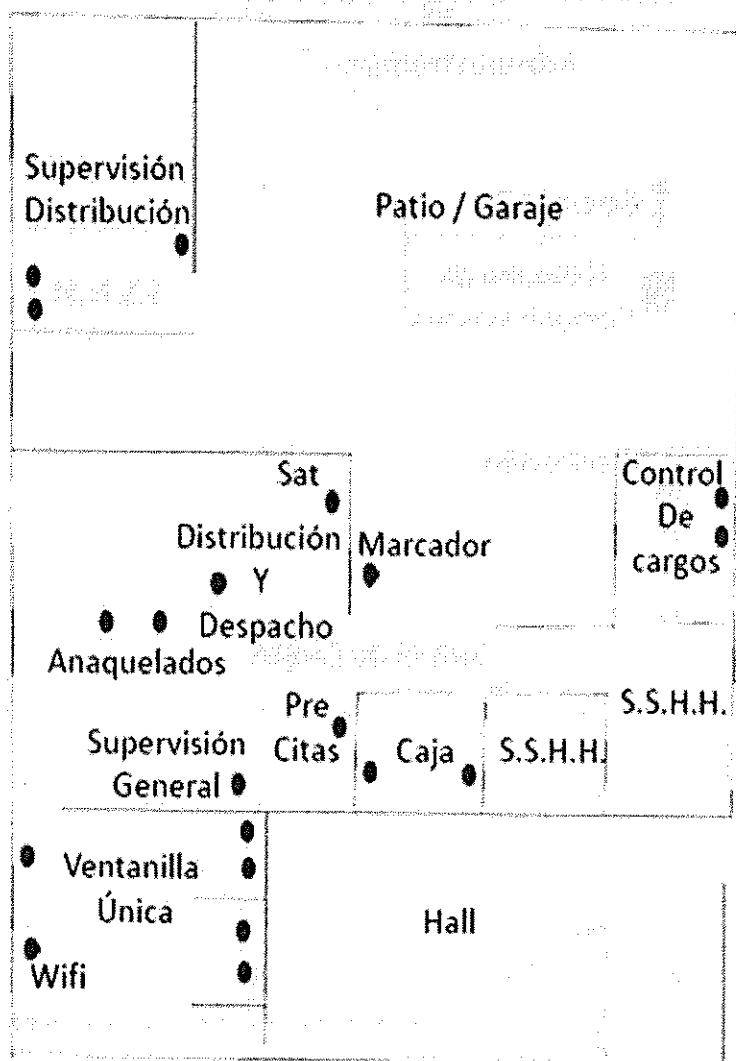 Supervisión
Distribución
Patio / Garaje
Sat
Distribución
Y
Despacho
Anaquelados
Marcador
Control
De
cargos
Pre
Citas
Supervisión
General
Caja
S.S.H.H.
S.S.H.H.
Ventanilla
Única
Wifi
Hall